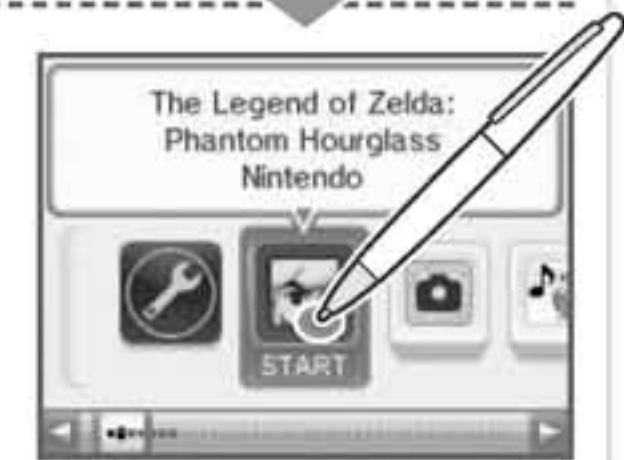 The Legend of Zelda:
Phantom Hourglass
Nintendo
START